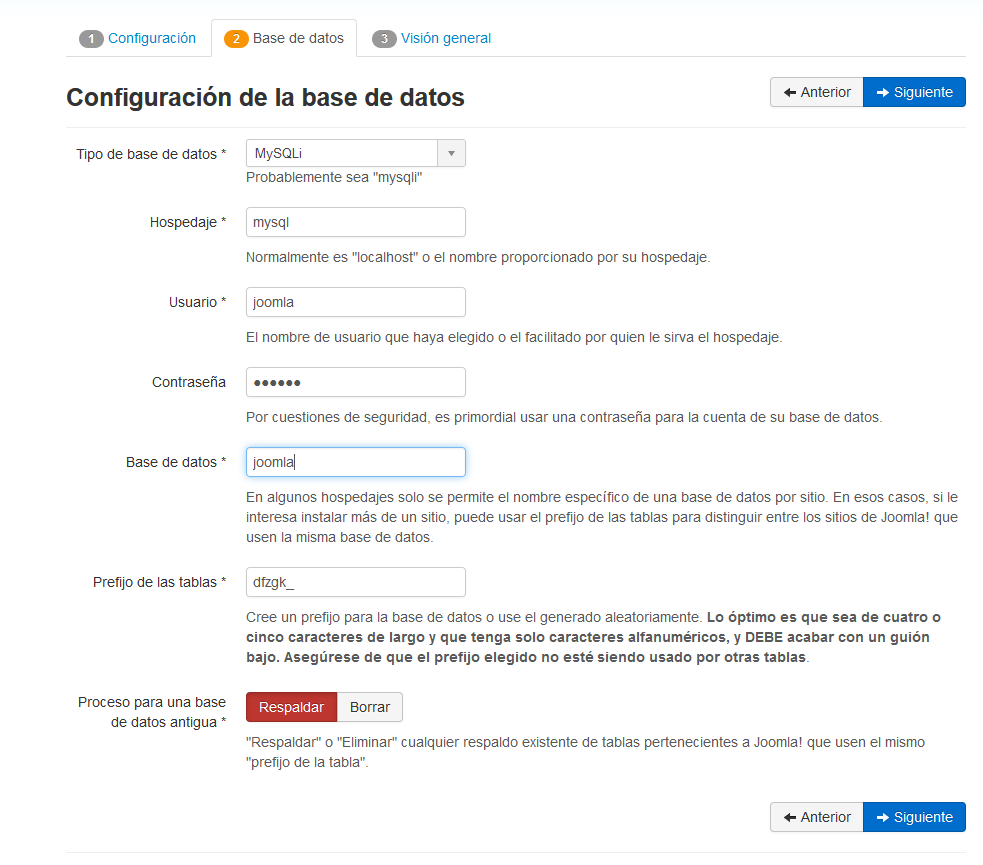 1 Configuración
2 Base de datos
3 Visión general
Configuración de la base de datos
Anterior
Siguiente
Tipo de base de datos *
MySQLi
Probablemente sea "mysqli"
Hospedaje *
mysql
Normalmente es "localhost" o el nombre proporcionado por su hospedaje.
Usuario *
joomla
El nombre de usuario que haya elegido o el facilitado por quien le sirva el hospedaje.
Contraseña
●●●●●●
Por cuestiones de seguridad, es primordial usar una contraseña para la cuenta de su base de datos.
Base de datos *
joomla
En algunos hospedajes solo se permite el nombre específico de una base de datos por sitio. En esos casos, si le
interesa instalar más de un sitio, puede usar el prefijo de las tablas para distinguir entre los sitios de Joomla! que
usen la misma base de datos.
Prefijo de las tablas *
dfzgk_
Cree un prefijo para la base de datos o use el generado aleatoriamente. Lo óptimo es que sea de cuatro o
cinco caracteres de largo y que tenga solo caracteres alfanuméricos, y DEBE acabar con un guión
bajo. Asegúrese de que el prefijo elegido no esté siendo usado por otras tablas.
Proceso para una base
de datos antigua *
Respaldar
Borrar
"Respaldar" o "Eliminar" cualquier respaldo existente de tablas pertenecientes a Joomla! que usen el mismo
"prefijo de la tabla".
Anterior
Siguiente